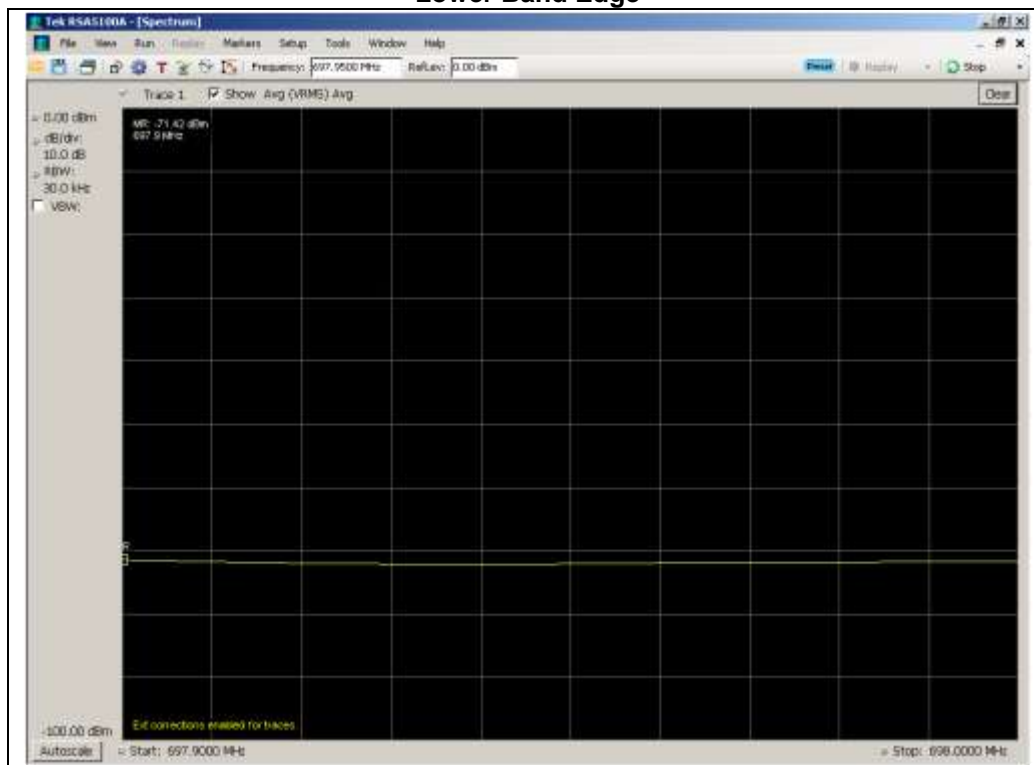 Lower Band Edge
Tek RSA5100A - [Spectrum]
File View Run Replay Markers Setup Tools Window Help
Frequency: 697.9500 MHz RefLev: 0.00 dBm Preset Replay Stop
Trace 1 Show Avg (VRMS) Avg Clear
0.00 dBm
dB/div:
10.0 dB
RBW:
30.0 kHz
VBW:
MR: -71.42 dBm
697.9 MHz
R
Ext corrections enabled for traces
-100.00 dBm
Autoscale Start: 697.9000 MHz Stop: 698.0000 MHz